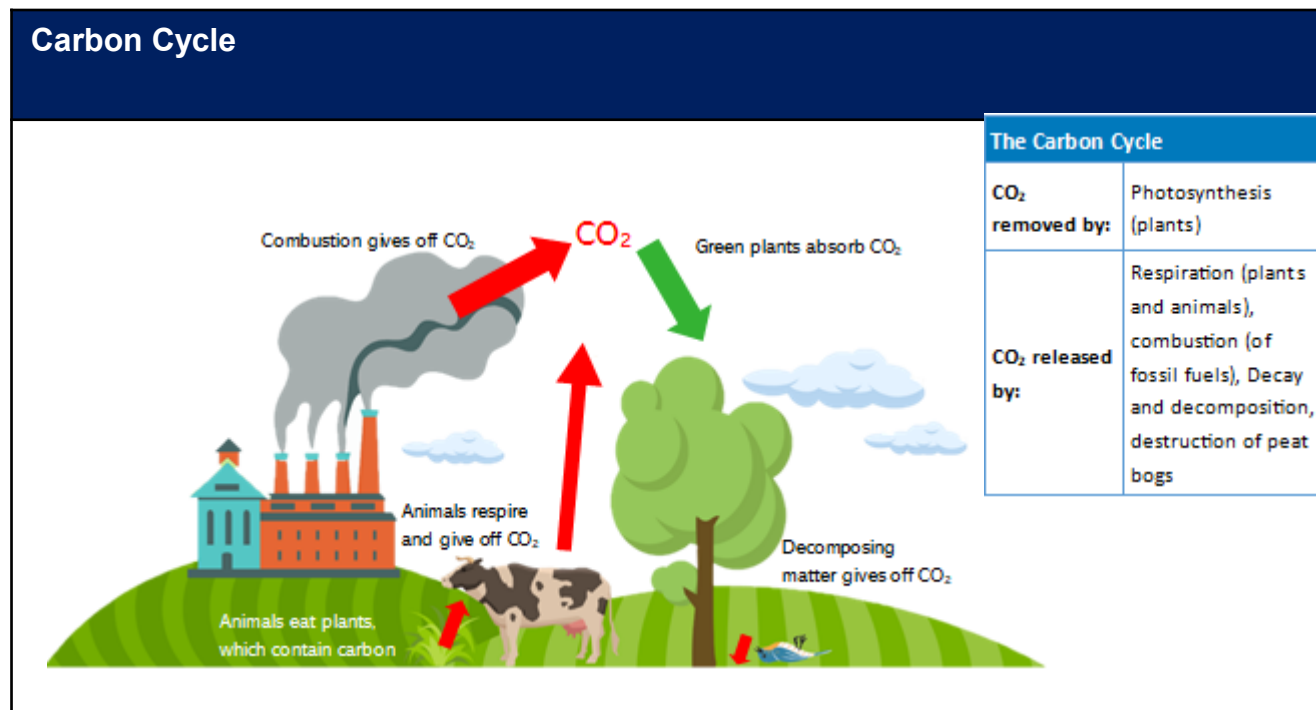 Carbon Cycle
The Carbon Cycle
CO₂
removed by:
Photosynthesis
(plants)
CO₂ released
by:
Respiration (plants
and animals),
combustion (of
fossil fuels), Decay
and decomposition,
destruction of peat
bogs
Combustion gives off CO₂
CO₂
Green plants absorb CO₂
Animals respire
and give off CO₂
Decomposing
matter gives off CO₂
Animals eat plants,
which contain carbon